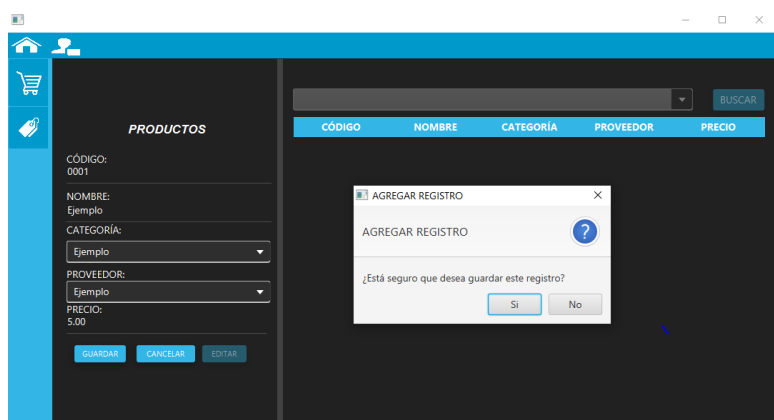 BUSCAR
CÓDIGO NOMBRE CATEGORÍA PROVEEDOR PRECIO
PRODUCTOS
CÓDIGO:
0001
NOMBRE:
Ejemplo
CATEGORÍA:
Ejemplo
PROVEEDOR:
Ejemplo
PRECIO:
5.00
GUARDAR CANCELAR EDITAR
AGREGAR REGISTRO
AGREGAR REGISTRO
¿Está seguro que desea guardar este registro?
Si No